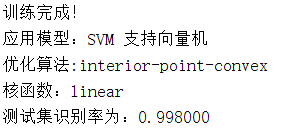 训练完成!
应用模型: SVM 支持向量机
优化算法:interior-point-convex
核函数: linear
测试集识别率为: 0.998000